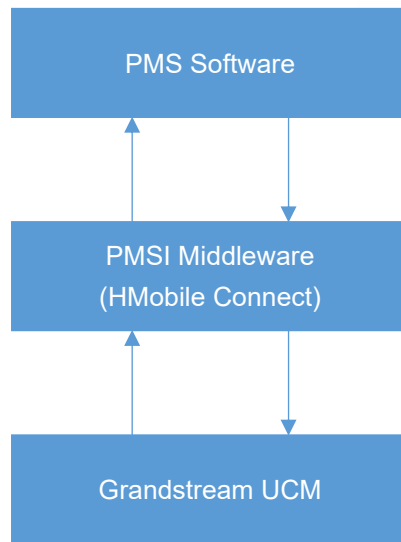 PMS Software
PMSI Middleware
(HMobile Connect)
Grandstream UCM